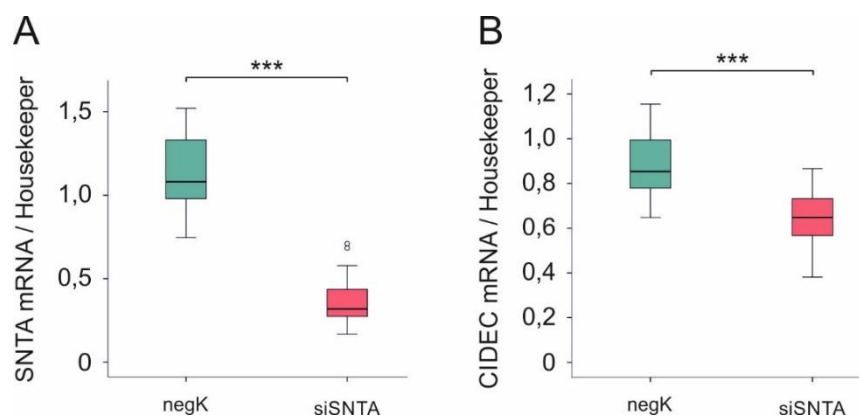 A
SNTA mRNA / Housekeeper
1,5
1,0
0,5
0
***
negK
siSNTA
B
CIDEC mRNA / Housekeeper
1,2
1,0
0,8
0,6
0,4
0,2
0
***
negK
siSNTA